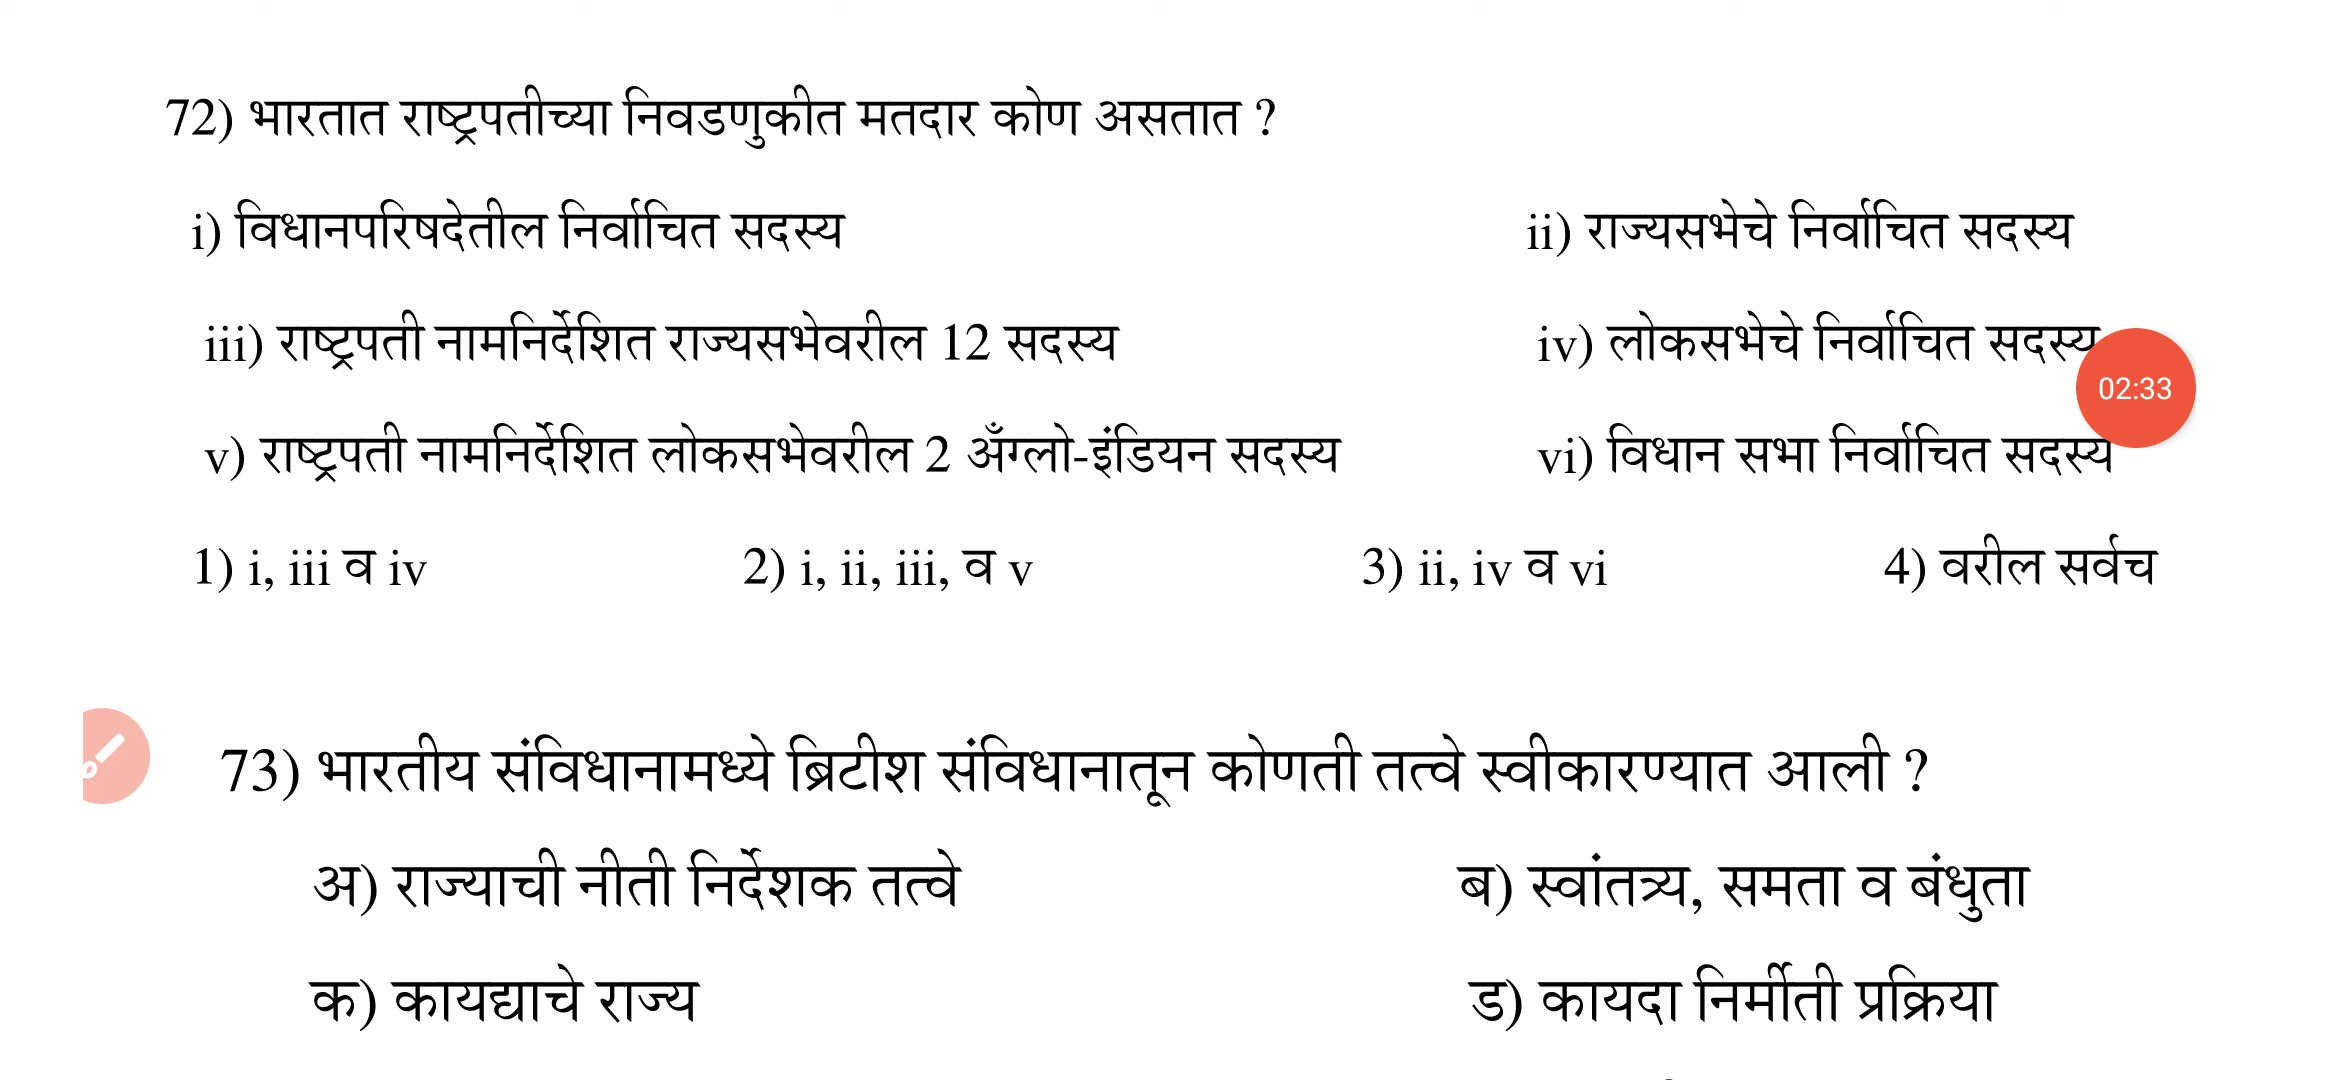 72) भारतात राष्ट्रपतीच्या निवडणुकीत मतदार कोण असतात ?
i) विधानपरिषदेतील निर्वाचित सदस्य ii) राज्यसभेचे निर्वाचित सदस्य
iii) राष्ट्रपती नामनिर्देशित राज्यसभेवरील 12 सदस्य iv) लोकसभेचे निर्वाचित सदस्य
02:33
v) राष्ट्रपती नामनिर्देशित लोकसभेवरील 2 अँग्लो-इंडियन सदस्य vi) विधान सभा निर्वाचित सदस्य
1) i, iii व iv 2) i, ii, iii, व v 3) ii, iv व vi 4) वरील सर्वच
73) भारतीय संविधानामध्ये ब्रिटीश संविधानातून कोणती तत्वे स्वीकारण्यात आली ?
अ) राज्याची नीती निर्देशक तत्वे ब) स्वांतत्र्य, समता व बंधुता
क) कायद्याचे राज्य ड) कायदा निर्मीती प्रक्रिया